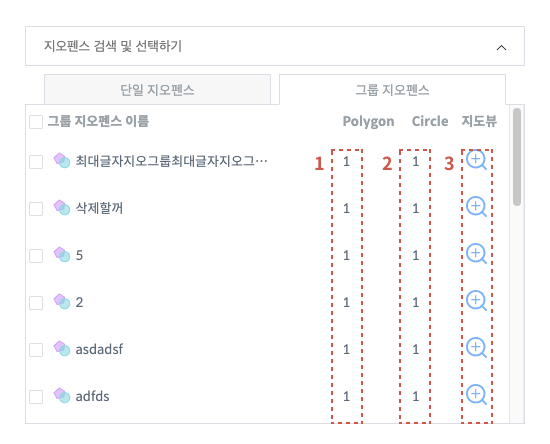 지오펜스 검색 및 선택하기
단일 지오펜스 그룹 지오펜스
그룹 지오펜스 이름 Polygon Circle 지도뷰
최대글자지오그룹최대글자지오그… 1 1 2 1 3
삭제할꺼 1 1
5 1 1
2 1 1
asdadsf 1 1
adfds 1 1